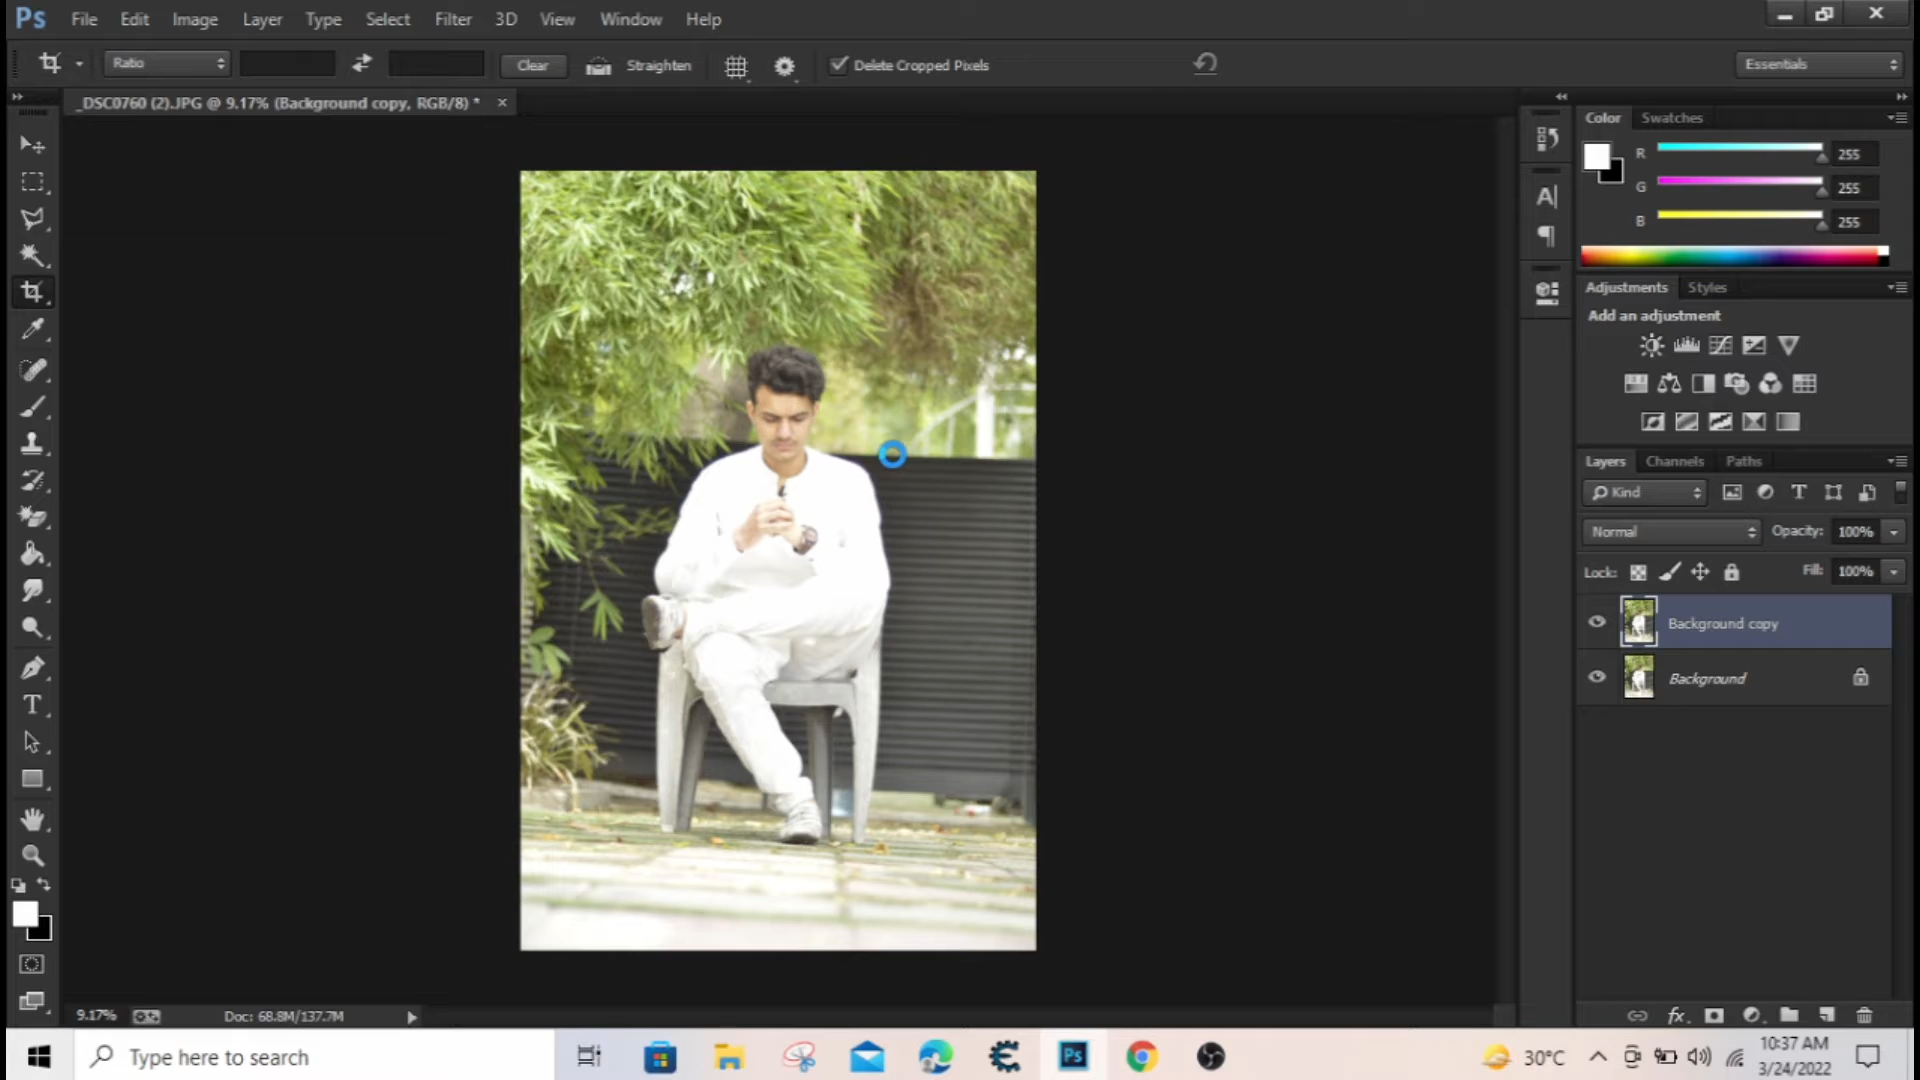 Ps File Edit Image Layer Type Select Filter 3D View Window Help
Ratio Clear Straighten Delete Cropped Pixels Essentials
_DSC0760 (2).JPG @ 9.17% (Background copy, RGB/8) * ×
Color Swatches
R 255
G 255
B 255
Adjustments Styles
Add an adjustment
Layers Channels Paths
Kind
Normal Opacity: 100%
Lock: Fill: 100%
Background copy
Background
9.17% Doc: 68.8M/137.7M
Type here to search
30°C
10:37 AM
3/24/2022